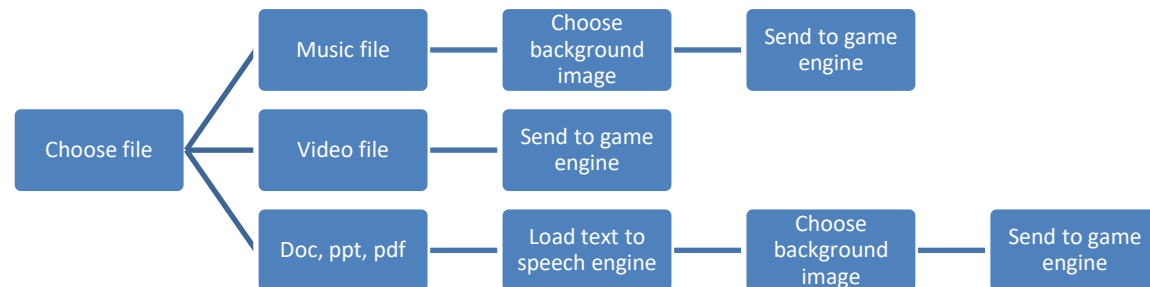 Choose file
Music file
Choose
background
image
Send to game
engine
Video file
Send to game
engine
Doc, ppt, pdf
Load text to
speech engine
Choose
background
image
Send to game
engine